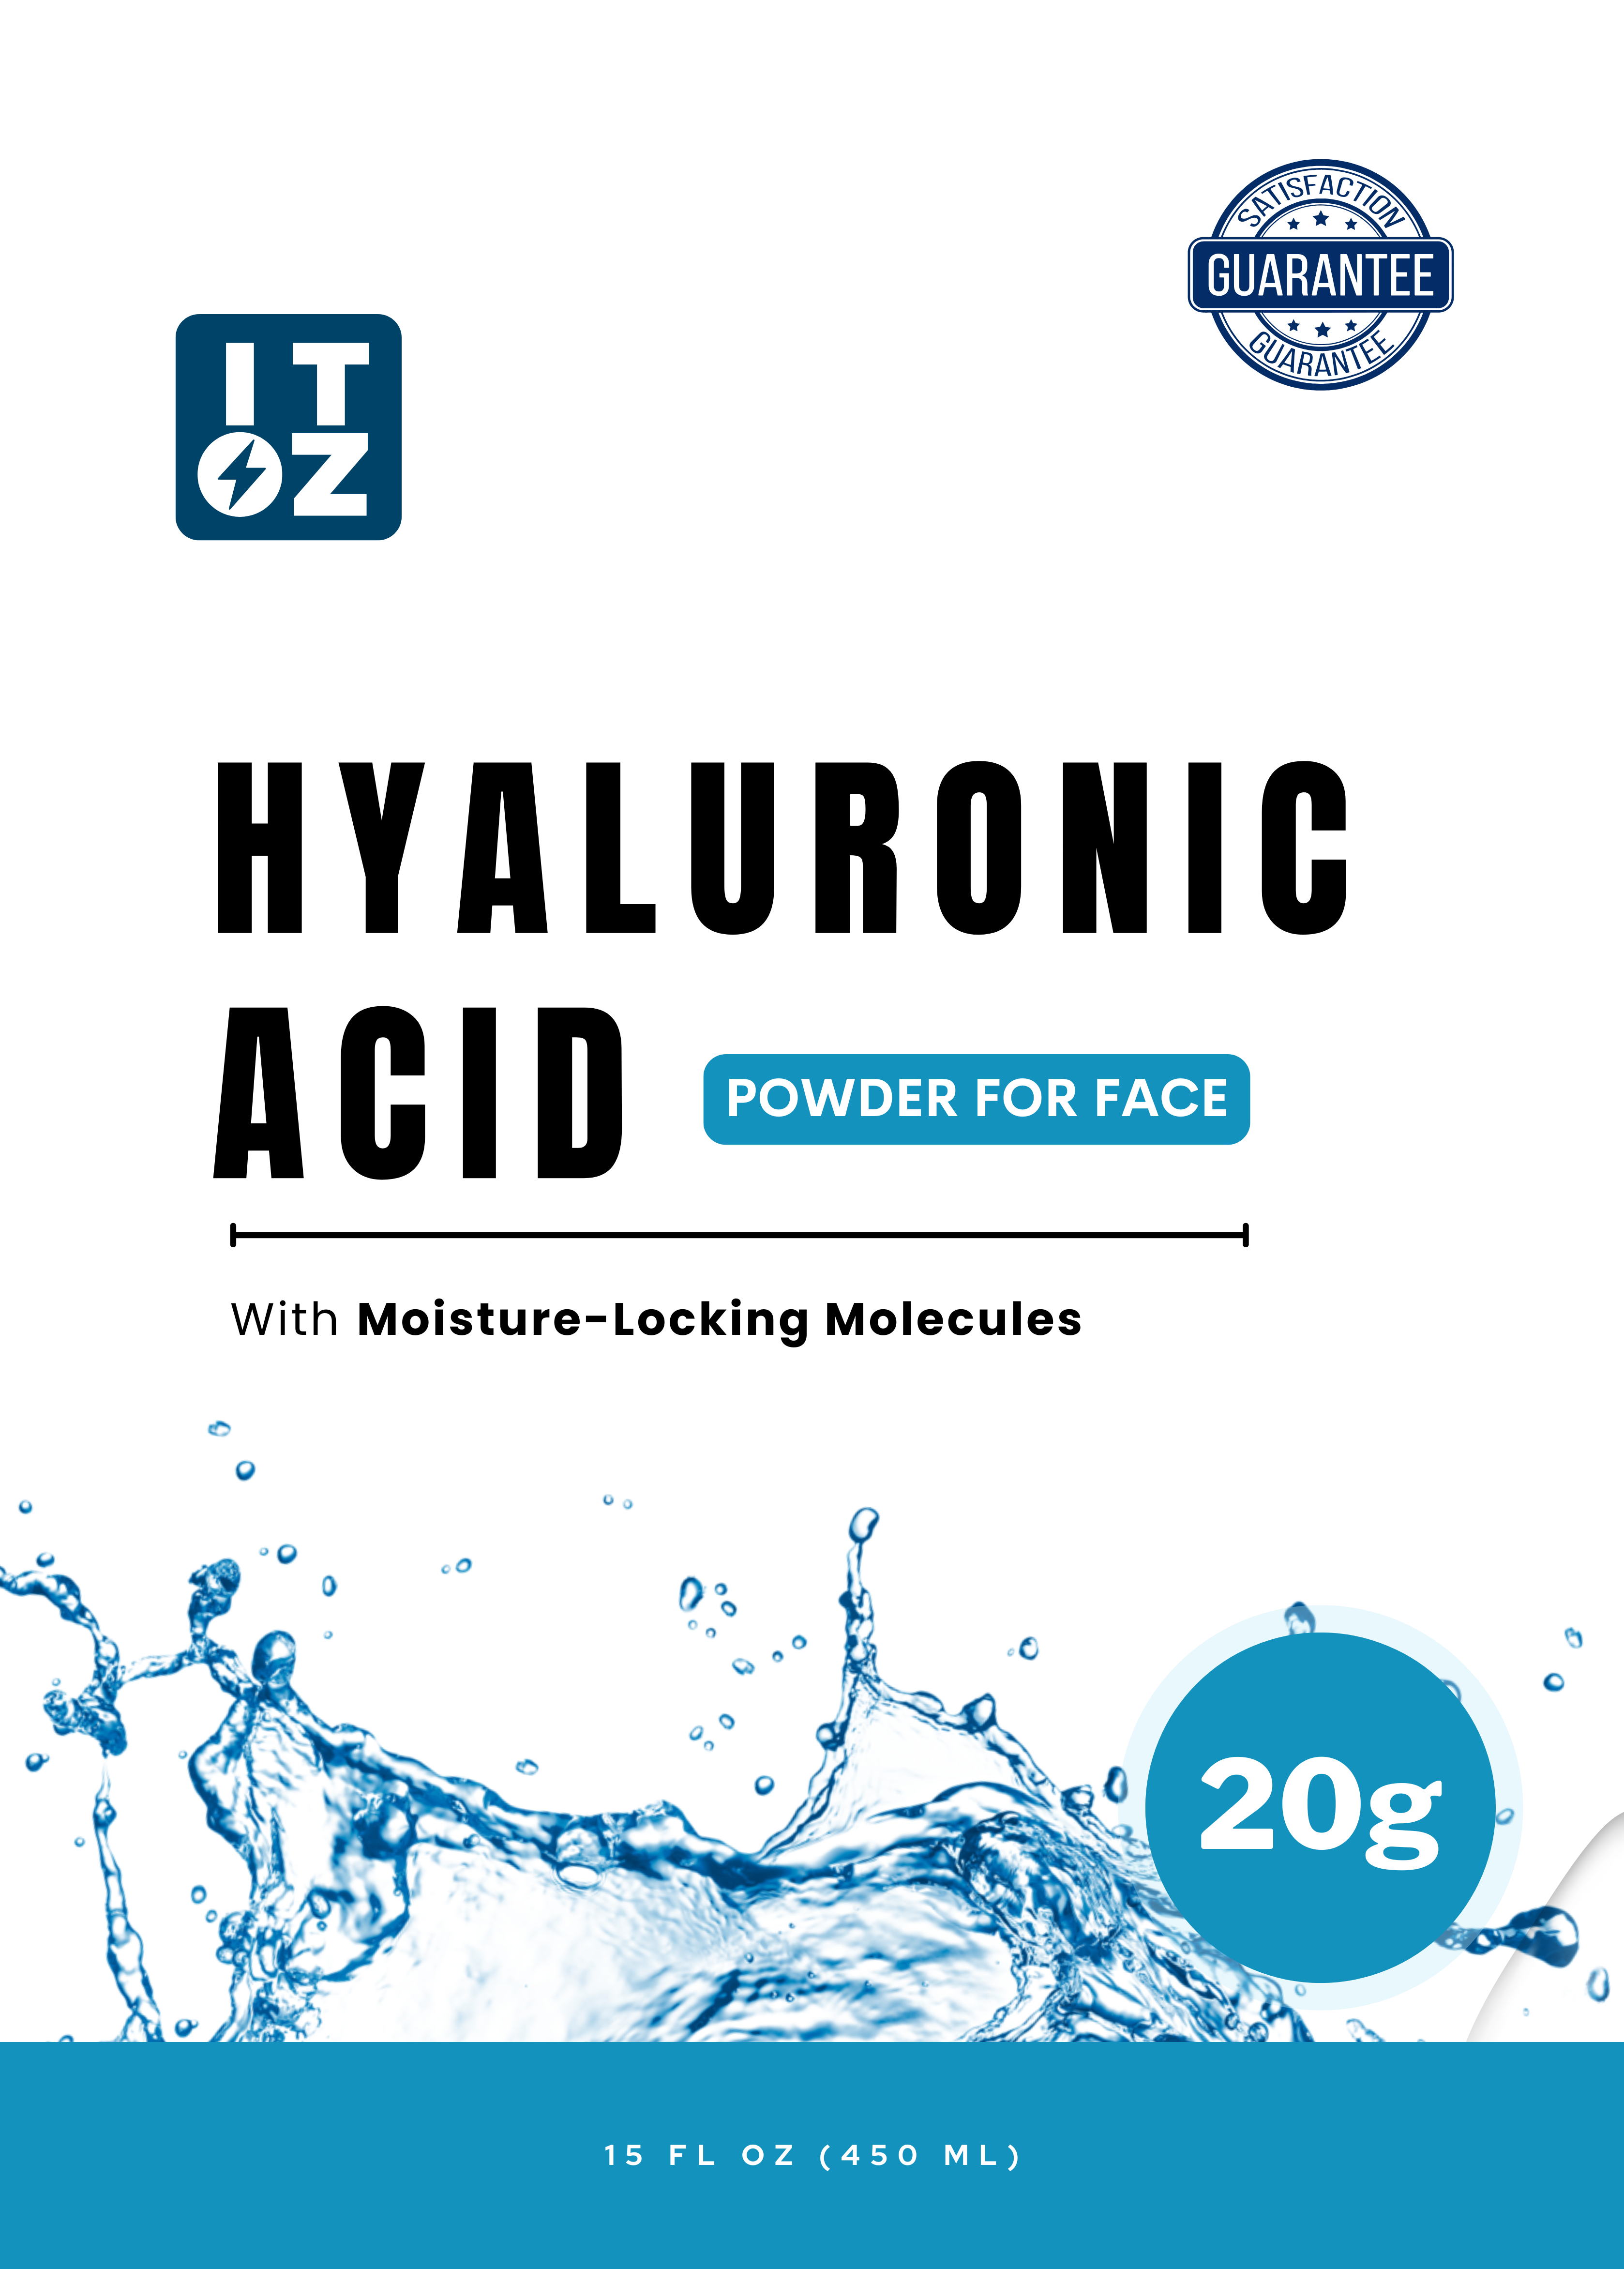 SATISFACTION
GUARANTEE
GUARANTEE
IT
OZ
HYALURONIC
ACID
POWDER FOR FACE
With Moisture-Locking Molecules
20g
15 FL OZ (450 ML)